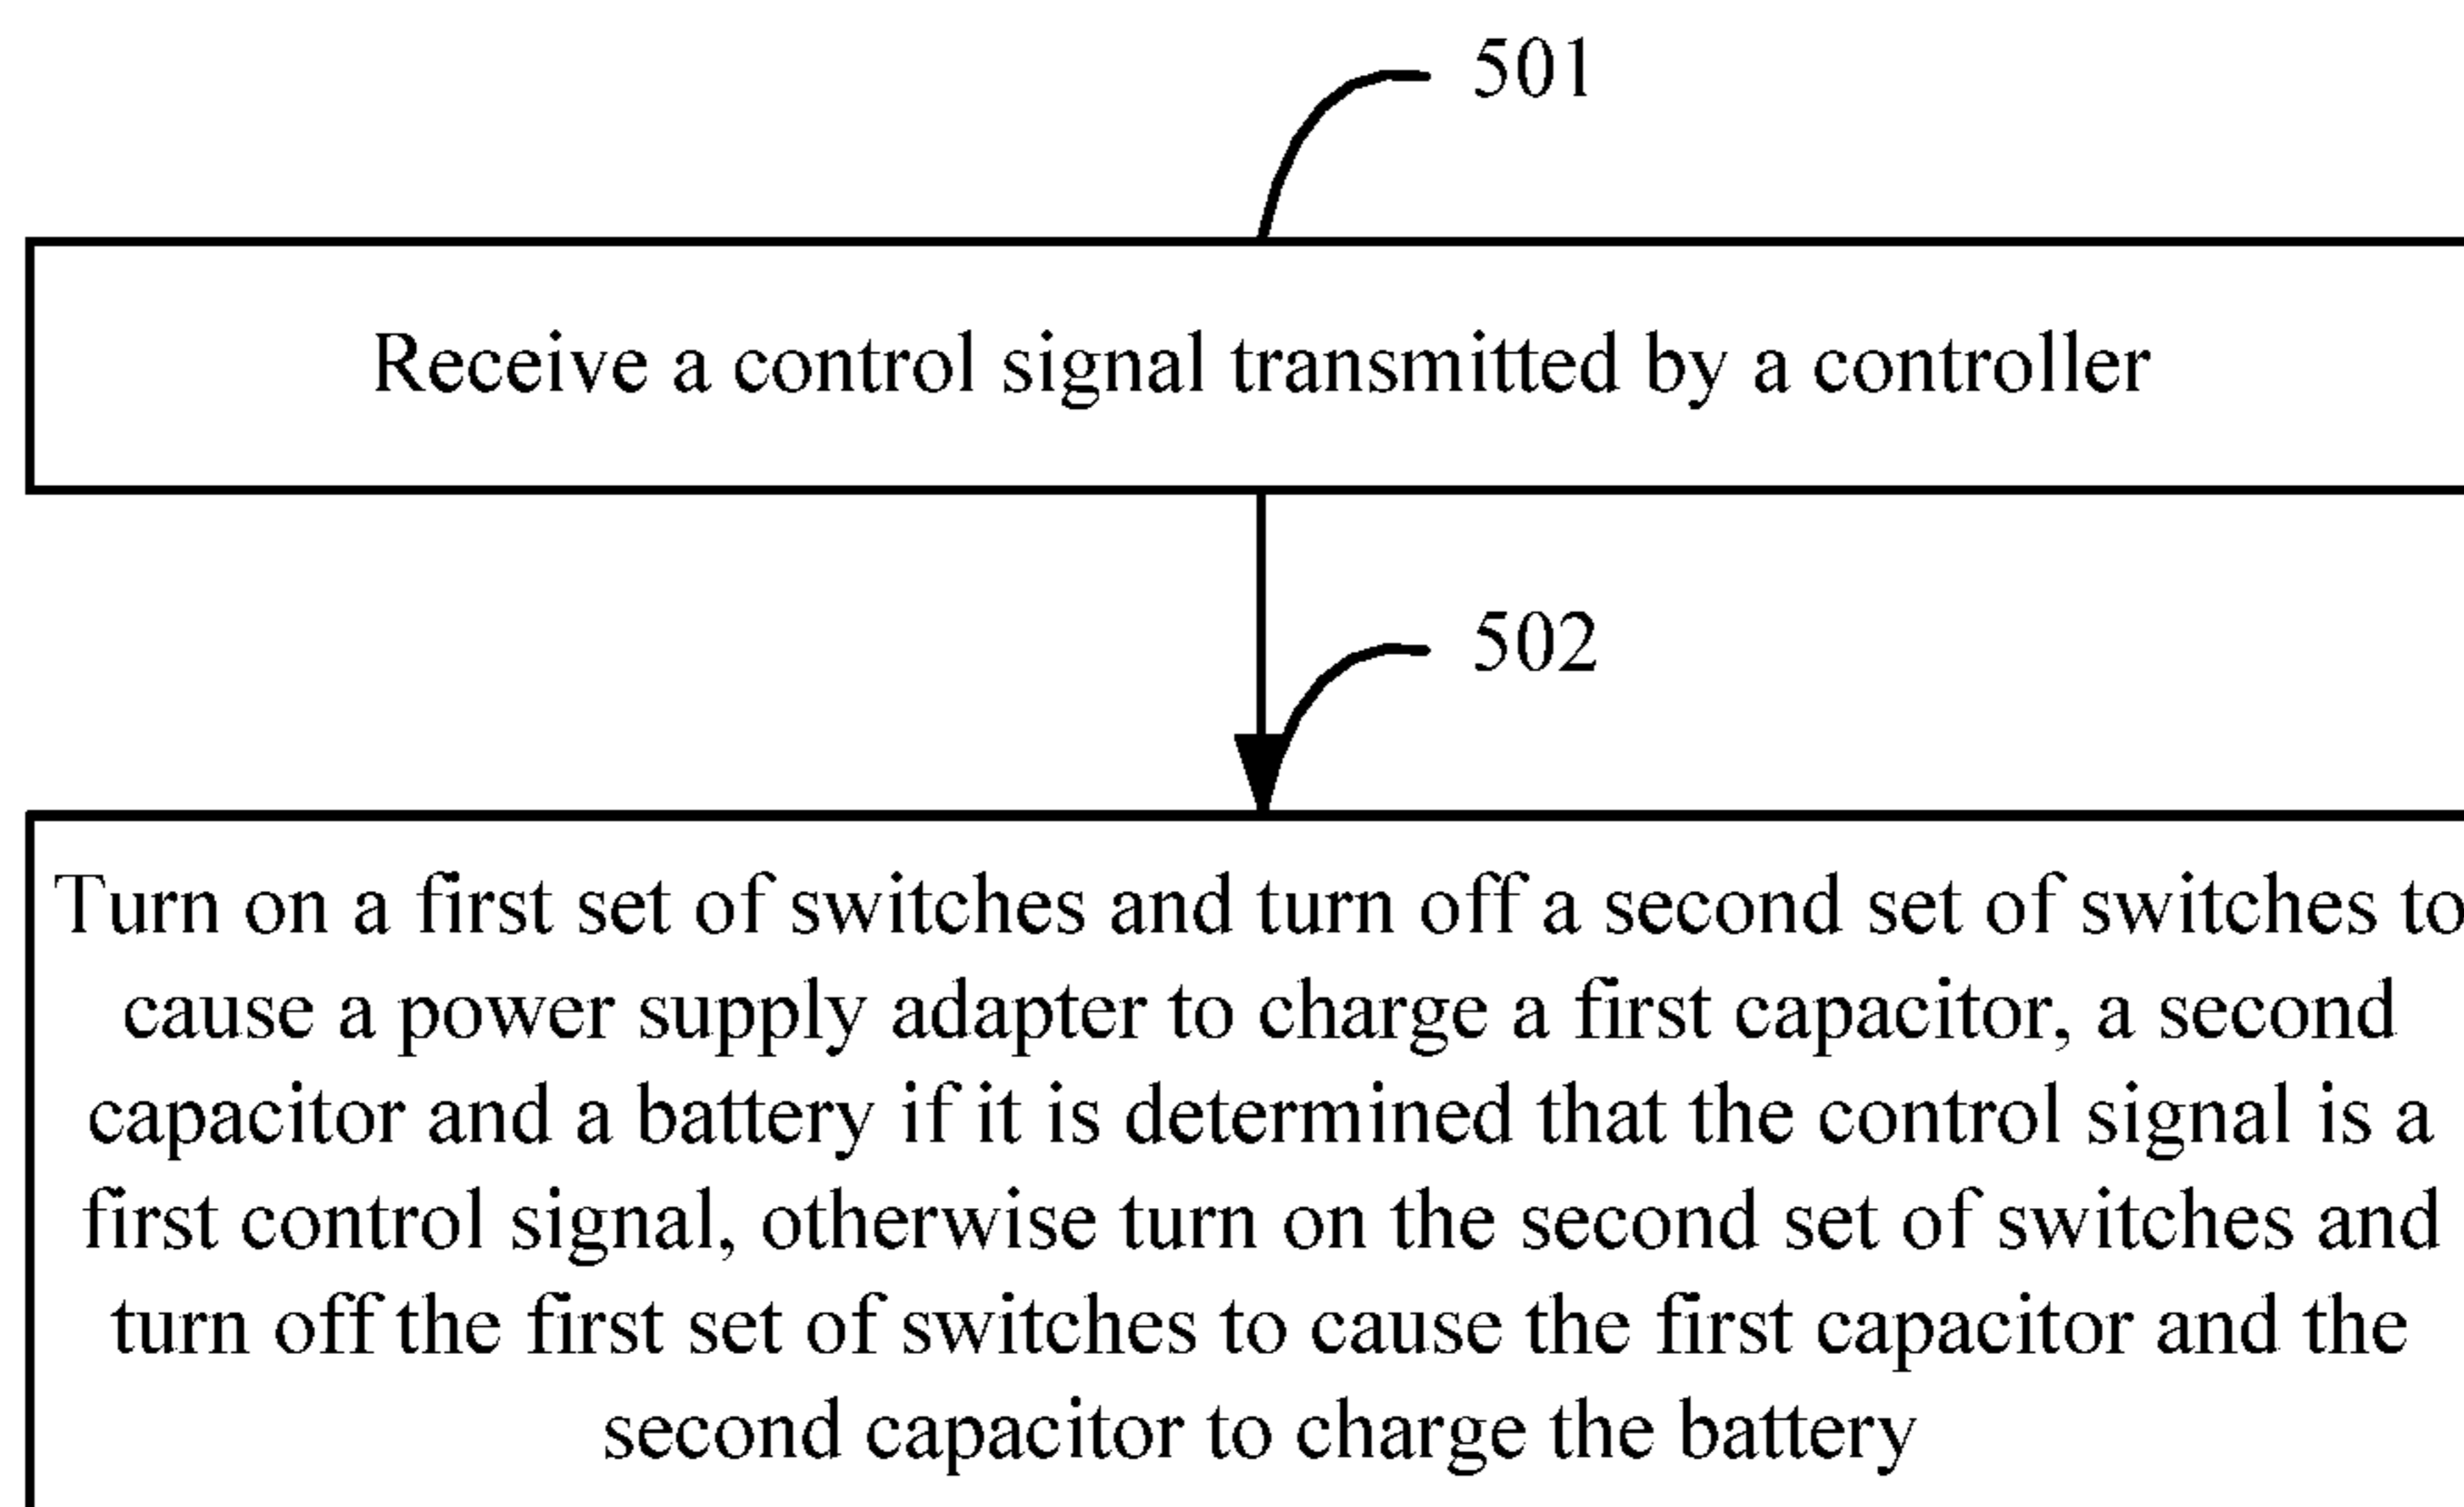 501
Receive a control signal transmitted by a controller
502
Turn on a first set of switches and turn off a second set of switches to
cause a power supply adapter to charge a first capacitor, a second
capacitor and a battery if it is determined that the control signal is a
first control signal, otherwise turn on the second set of switches and
turn off the first set of switches to cause the first capacitor and the
second capacitor to charge the battery